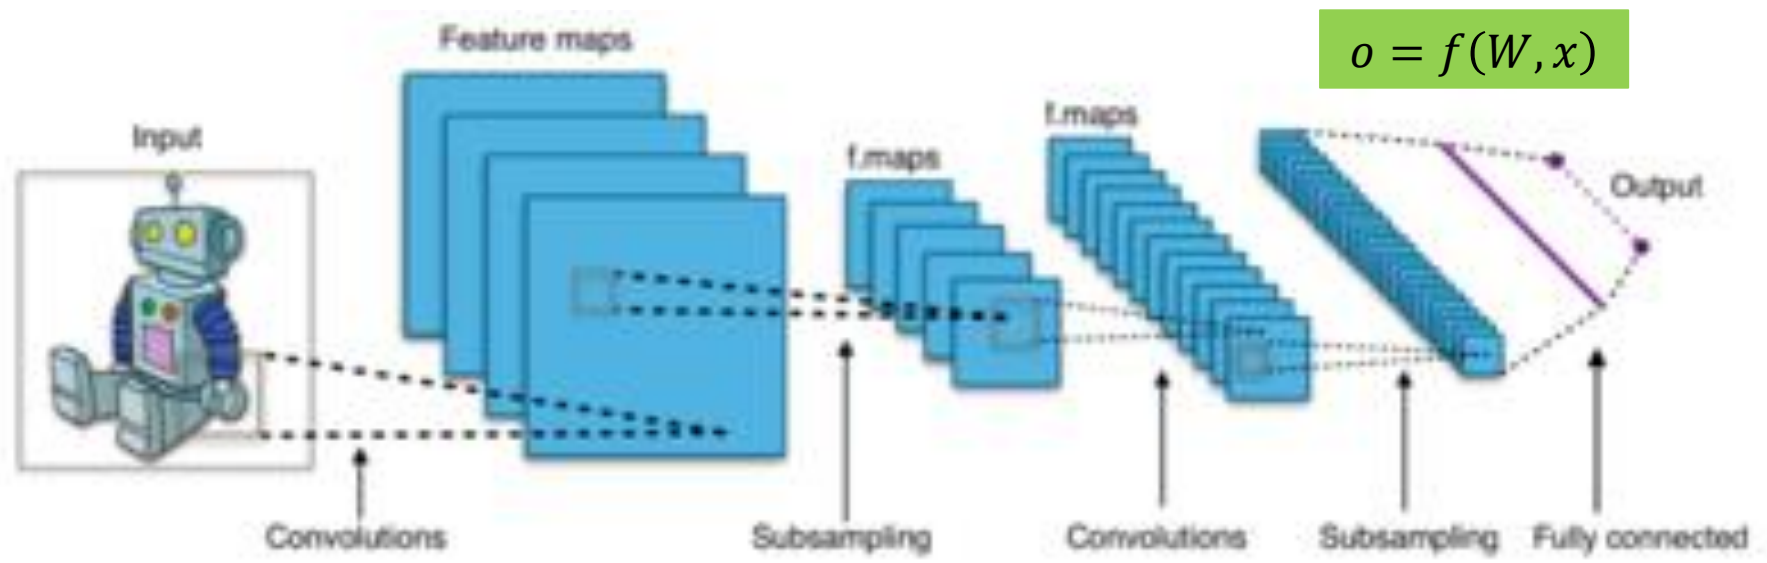 Feature maps
o = f(W, x)
Input
f.maps
f.maps
Output
Convolutions
Subsampling
Convolutions
Subsampling
Fully connected